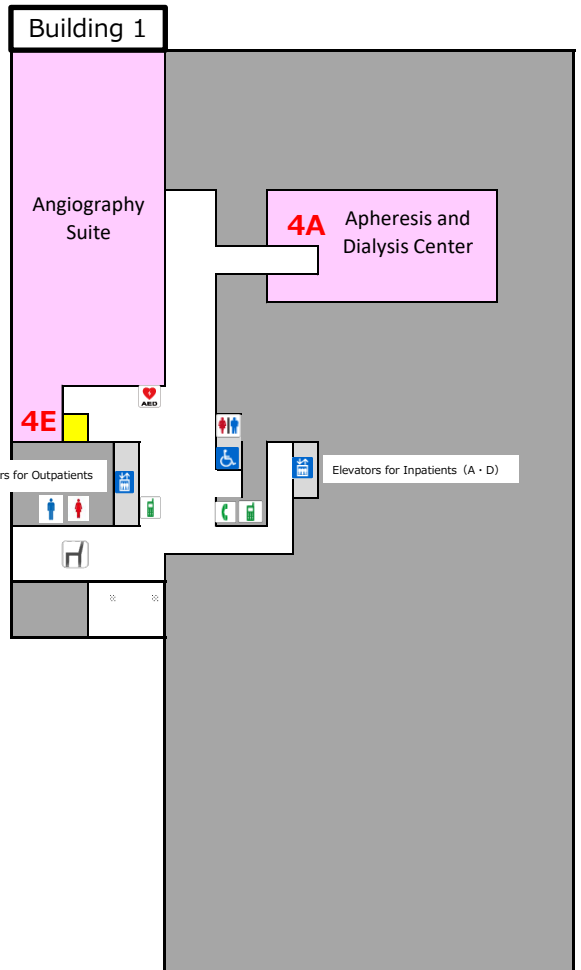 Building 1
Angiography
Suite
4A
Apheresis and
Dialysis Center
AED
4E
rs for Outpatients
Elevators for Inpatients（A・D）
※ ※